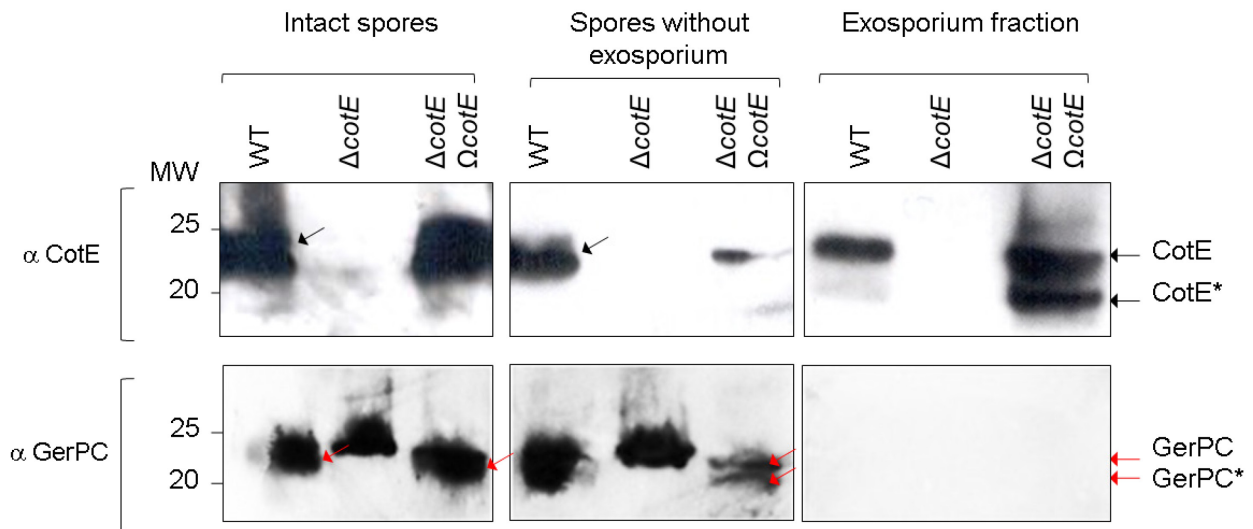 Intact spores
Spores without
exosporium
Exosporium fraction
WT
ΔcotE
ΔcotE
ΩcotE
WT
ΔcotE
ΔcotE
ΩcotE
WT
ΔcotE
ΔcotE
ΩcotE
MW
α CotE
25
20
CotE
CotE*
α GerPC
25
20
GerPC
GerPC*